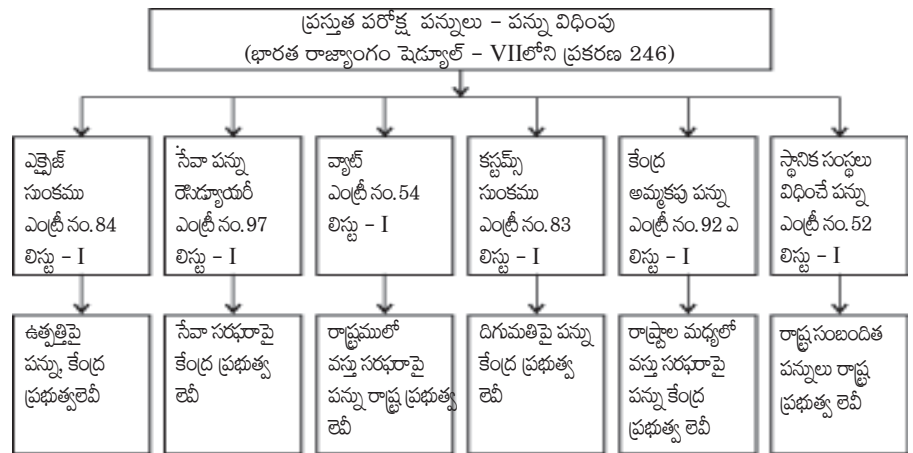 ప్రస్తుత పరోక్ష పన్నులు – పన్ను విధింపు
(భారత రాజ్యాంగం షెడ్యూల్ – VIIలోని ప్రకరణ 246)
ఎక్సైజ్
సుంకము
ఎంట్రీ నం.84
లిస్టు – I
సేవా పన్ను
రెసిడ్యూయరీ
ఎంట్రీ నం.97
లిస్టు – I
వ్యాట్
ఎంట్రీ నం.54
లిస్టు – I
కస్టమ్స్
సుంకము
ఎంట్రీ నం.83
లిస్టు – I
కేంద్ర
అమ్మకపు పన్ను
ఎంట్రీ నం.92 ఎ
లిస్టు – I
స్థానిక సంస్థలు
విధించే పన్ను
ఎంట్రీ నం.52
లిస్టు – I
ఉత్పత్తిపై
పన్ను, కేంద్ర
ప్రభుత్వలెవీ
సేవా సరఫరాపై
కేంద్ర ప్రభుత్వ
లెవీ
రాష్ట్రములో
వస్తు సరఫరాపై
పన్ను రాష్ట్ర ప్రభుత్వ
లెవీ
దిగుమతిపై పన్ను
కేంద్ర ప్రభుత్వ
లెవీ
రాష్ట్రాల మధ్యలో
వస్తు సరఫరాపై
పన్ను కేంద్ర
ప్రభుత్వ లెవీ
రాష్ట్ర సంబందిత
పన్నులు రాష్ట్ర
ప్రభుత్వ లెవీ